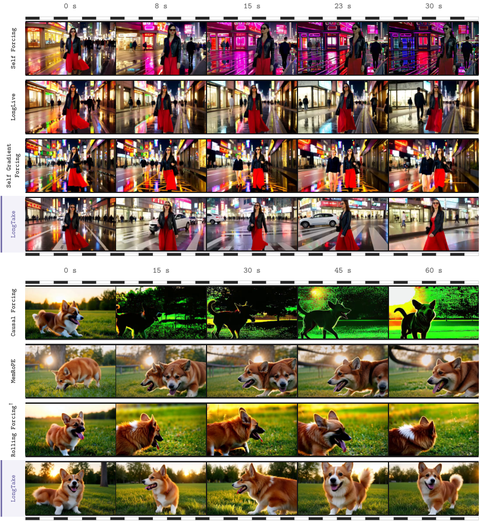 0 s 8 s 15 s 23 s 30 s
Self Forcing
LongLive
Self Gradient
Forcing
LongTake
0 s 15 s 30 s 45 s 60 s
Causal Forcing
MemRoPE
Rolling Forcing†
LongTake